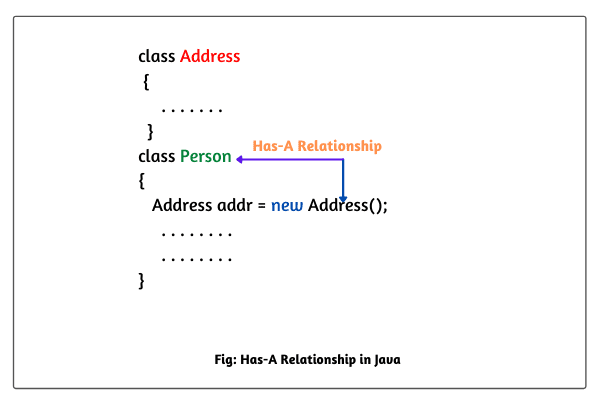 class Address
{
. . . . . . .
}
Has-A Relationship
class Person
{
Address addr = new Address();
. . . . . . . .
. . . . . . . .
}
Fig: Has-A Relationship in Java